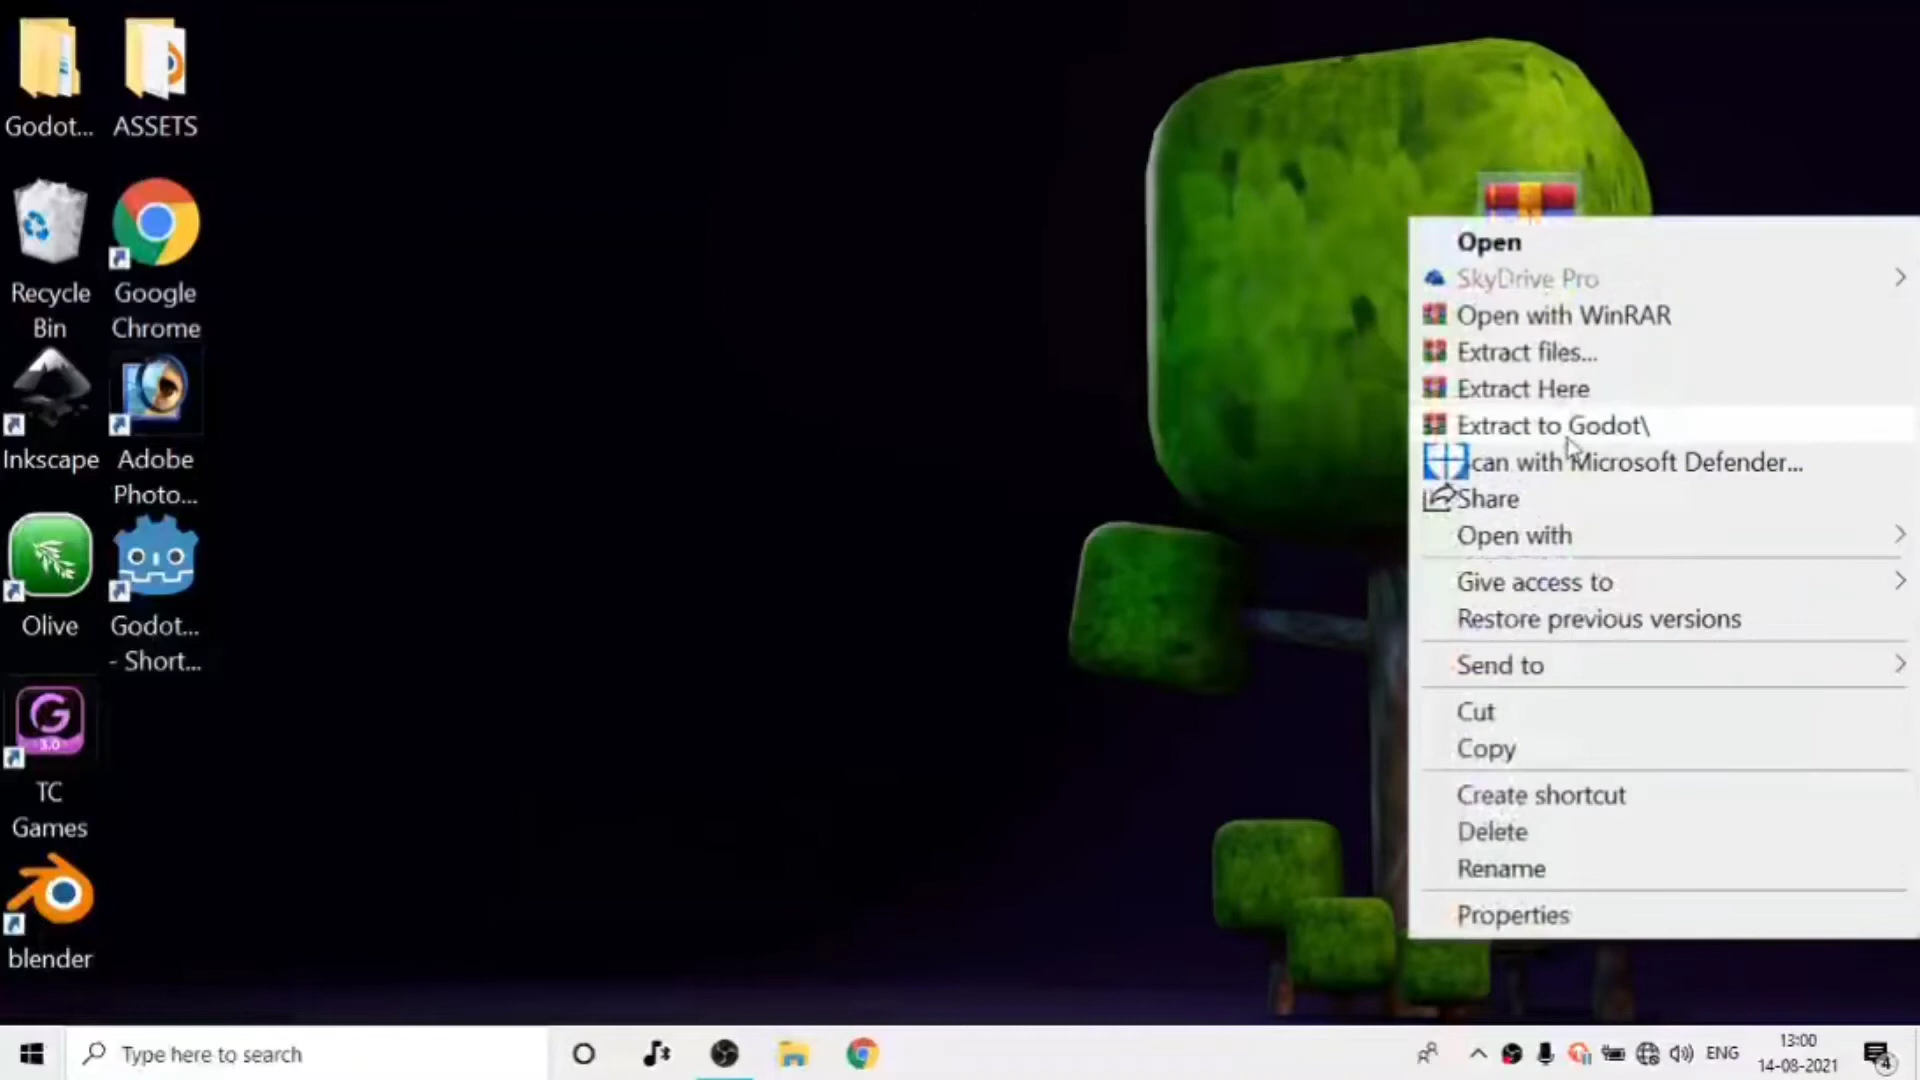 Godot...
ASSETS
Recycle
Bin
Google
Chrome
Inkscape
Adobe
Photo...
Olive
Godot...
- Short...
3.0
TC
Games
blender
Open
SkyDrive Pro
Open with WinRAR
Extract files...
Extract Here
Extract to Godot\
can with Microsoft Defender...
Share
Open with
Give access to
Restore previous versions
Send to
Cut
Copy
Create shortcut
Delete
Rename
Properties
Type here to search
ENG
13:00
14-08-2021
4